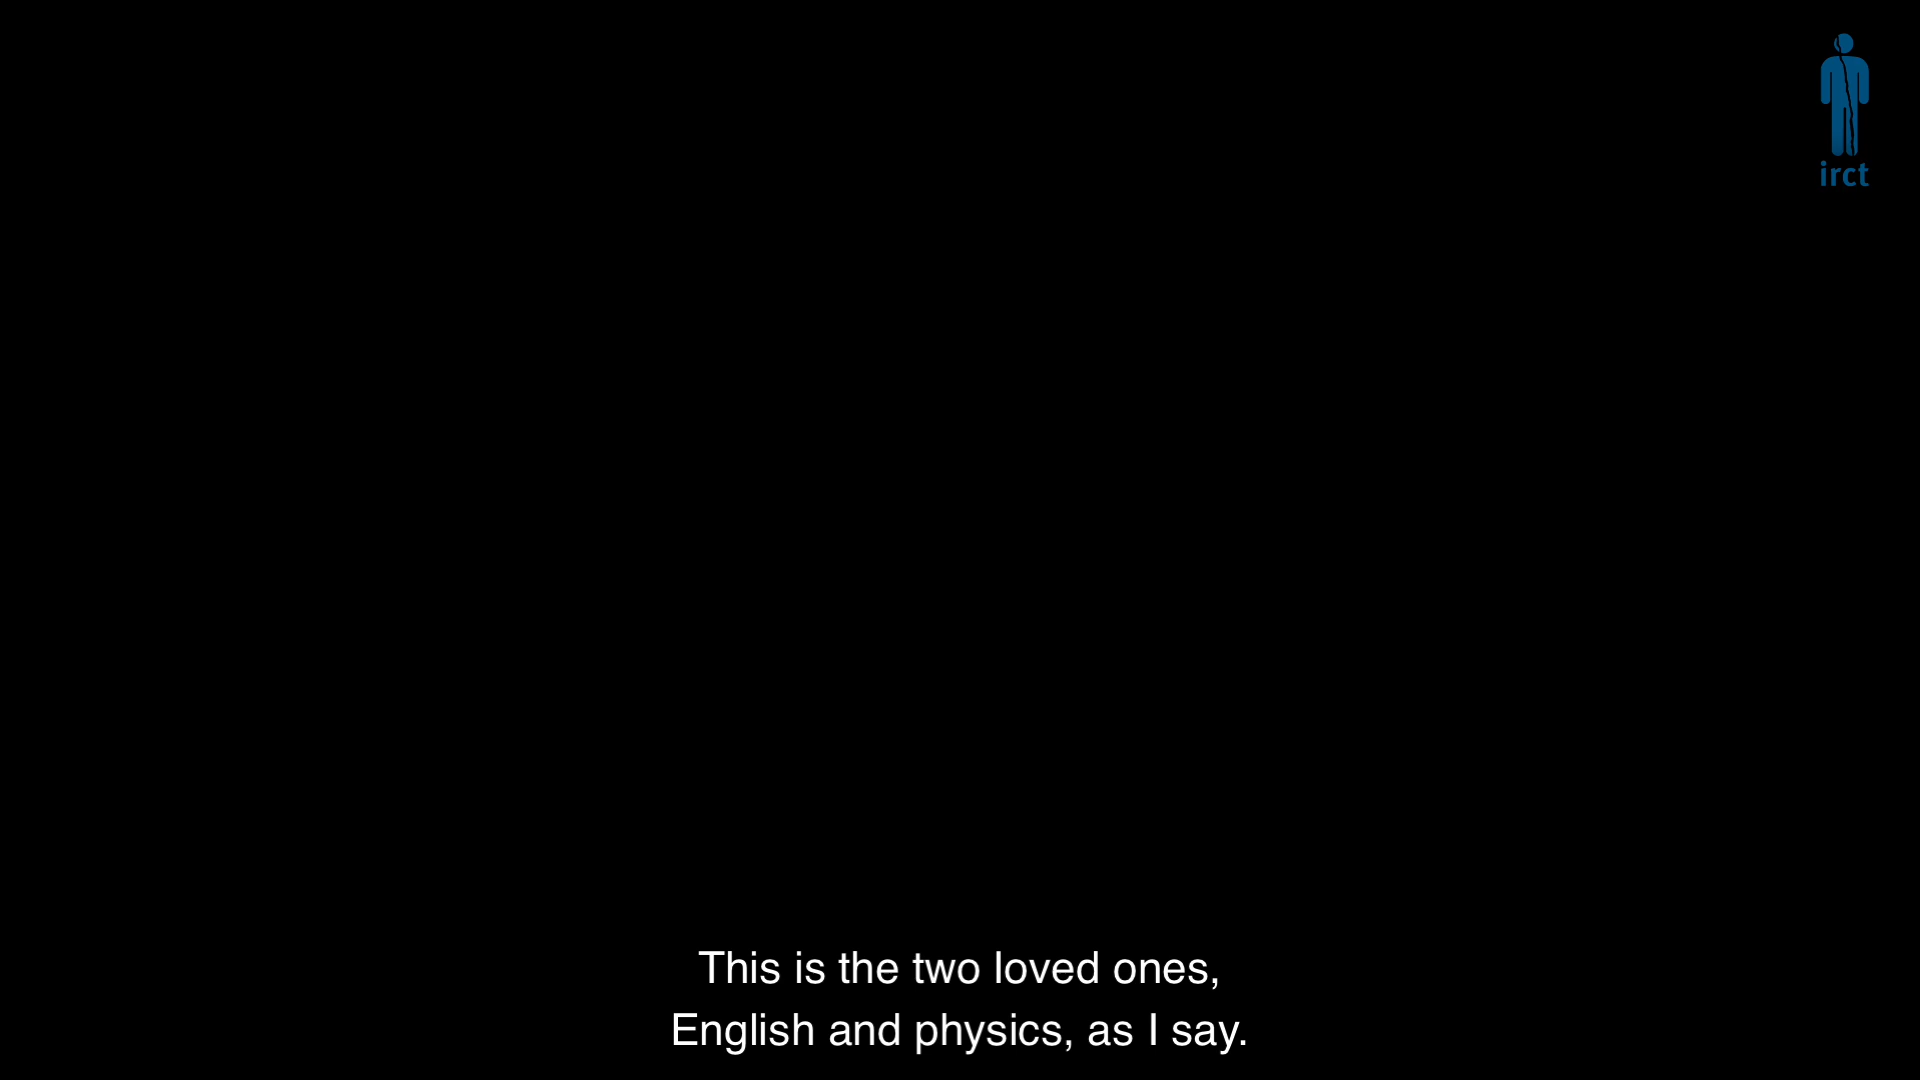 irct
This is the two loved ones,
English and physics, as I say.